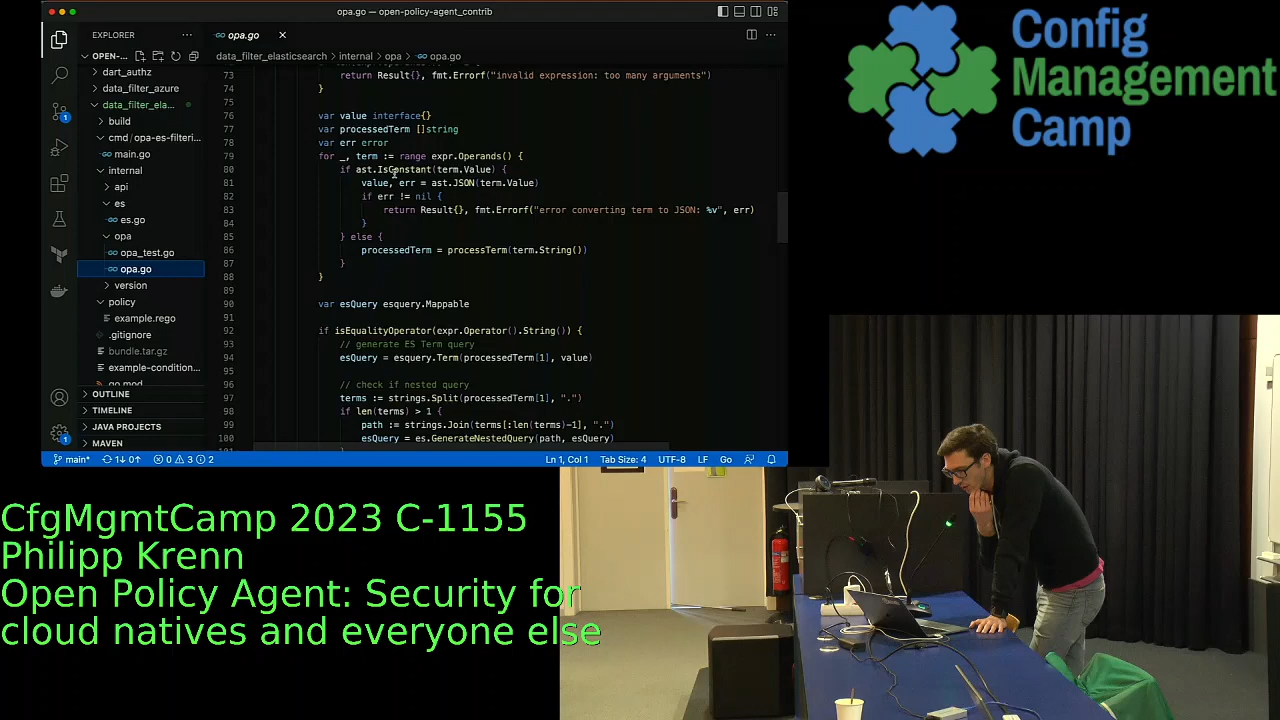 opa.go — open-policy-agent_contrib
EXPLORER
opa.go
OPEN-...
data_filter_elasticsearch > internal > opa > opa.go
dart_authz
data_filter_azure
data_filter_ela...
build
cmd/opa-es-filteri...
main.go
internal
api
es
es.go
opa
opa_test.go
opa.go
version
policy
example.rego
.gitignore
bundle.tar.gz
example-condition...
go.mod
OUTLINE
TIMELINE
JAVA PROJECTS
MAVEN
73 return Result{}, fmt.Errorf("invalid expression: too many arguments")
74 }
75
76 var value interface{}
77 var processedTerm []string
78 var err error
79 for _, term := range expr.Operands() {
80 if ast.IsConstant(term.Value) {
81 value, err = ast.JSON(term.Value)
82 if err != nil {
83 return Result{}, fmt.Errorf("error converting term to JSON: %v", err)
84 }
85 } else {
86 processedTerm = processTerm(term.String())
87 }
88 }
89
90 var esQuery esquery.Mappable
91
92 if isEqualityOperator(expr.Operator().String()) {
93 // generate ES Term query
94 esQuery = esquery.Term(processedTerm[1], value)
95
96 // check if nested query
97 terms := strings.Split(processedTerm[1], ".")
98 if len(terms) > 1 {
99 path := strings.Join(terms[:len(terms)-1], ".")
100 esQuery = es.GenerateNestedQuery(path, esQuery)
main* 1↓ 0↑ 0 3 2 Ln 1, Col 1 Tab Size: 4 UTF-8 LF Go
Config
Management
Camp
CfgMgmtCamp 2023 C-1155
Philipp Krenn
Open Policy Agent: Security for
cloud natives and everyone else